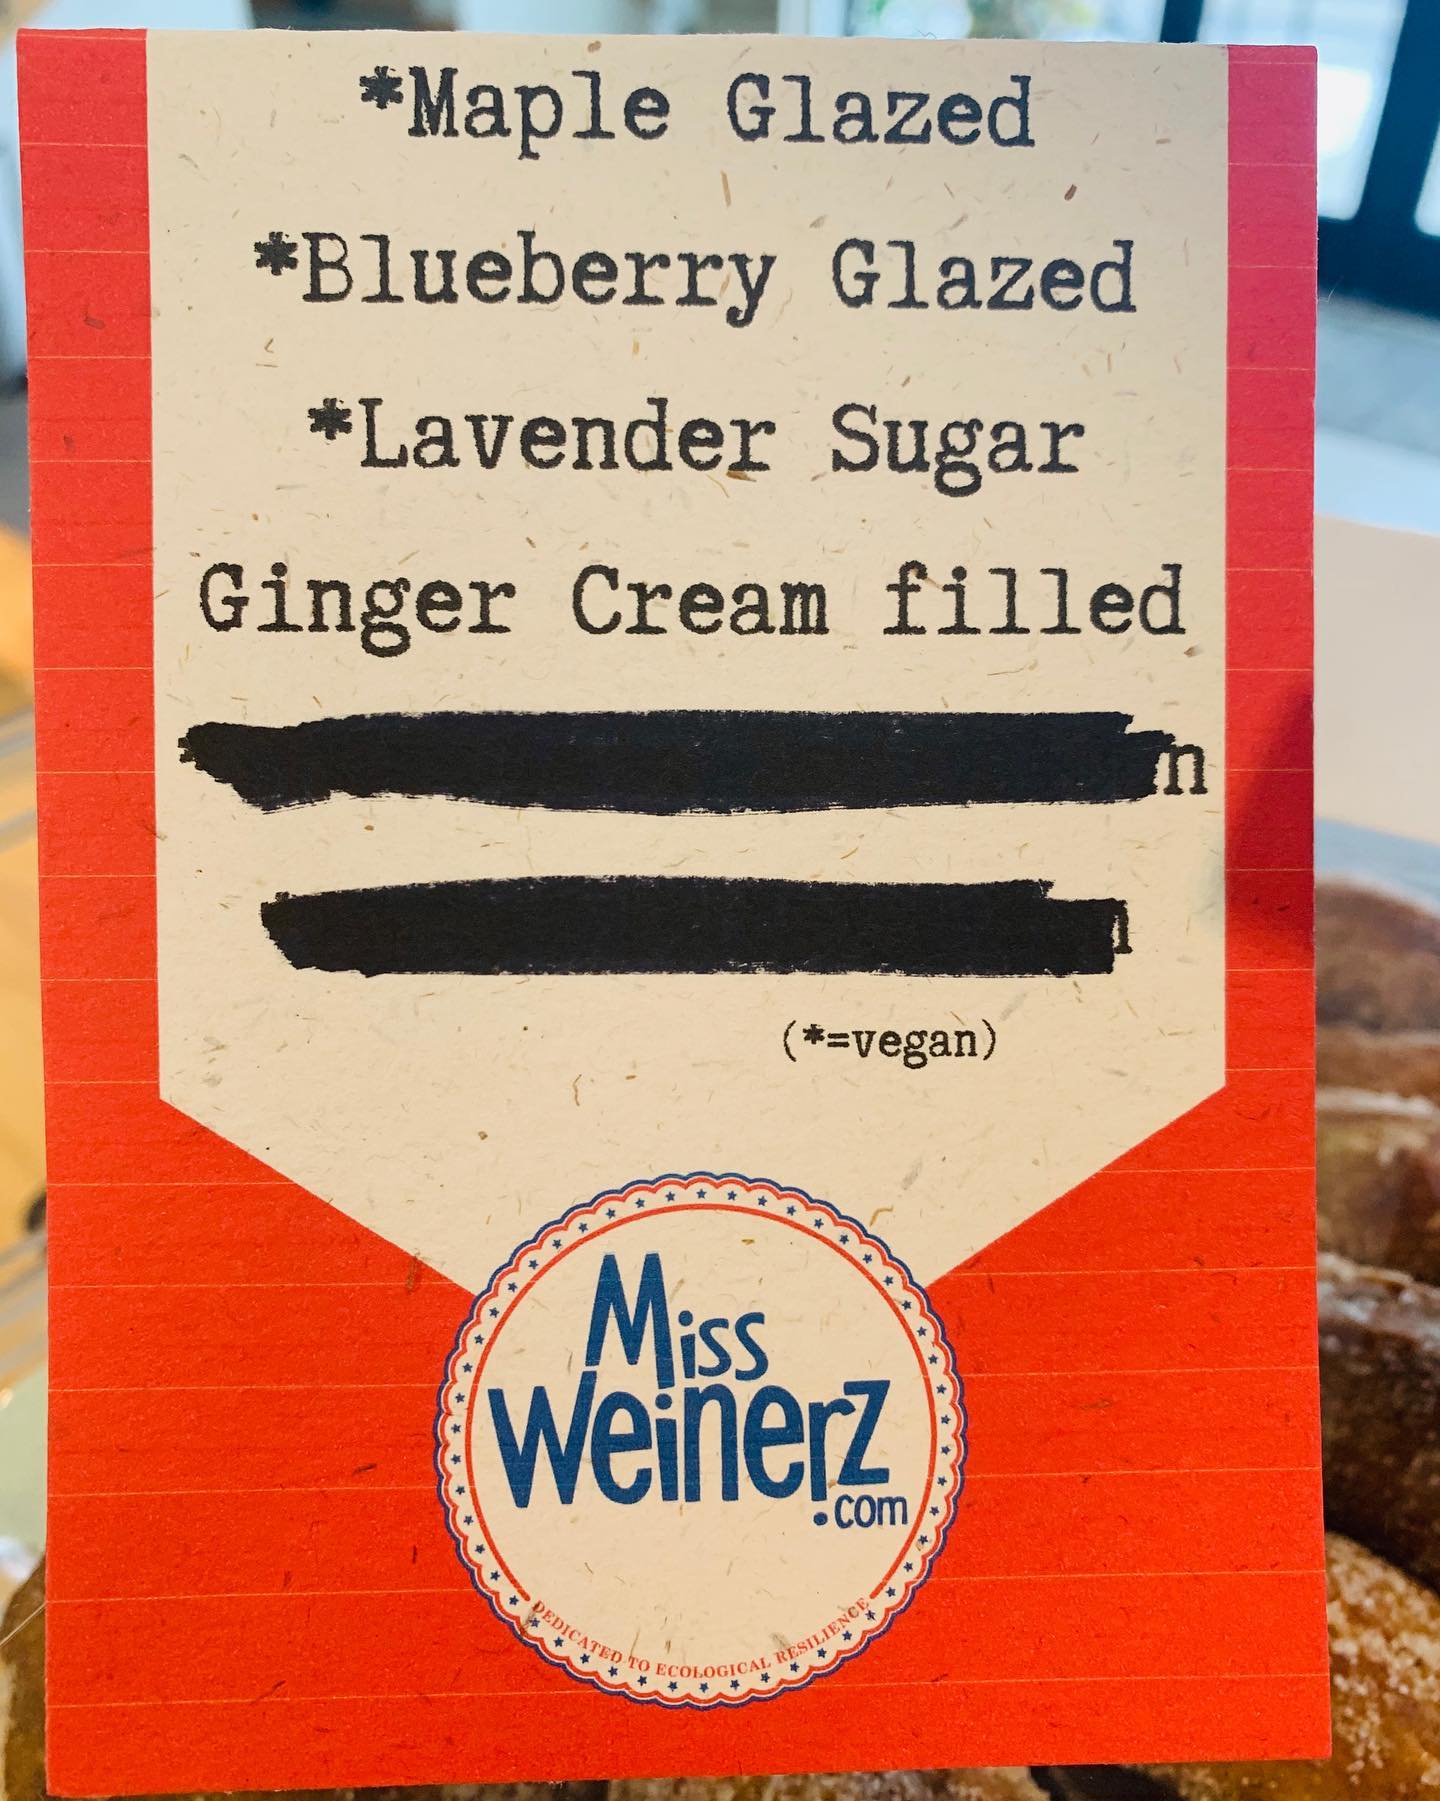 *Maple Glazed
*Blueberry Glazed
*Lavender Sugar
Ginger Cream filled
(*=vegan)
Miss
Weinerz
.com
DEDICATED TO ECOLOGICAL RESILIENCE